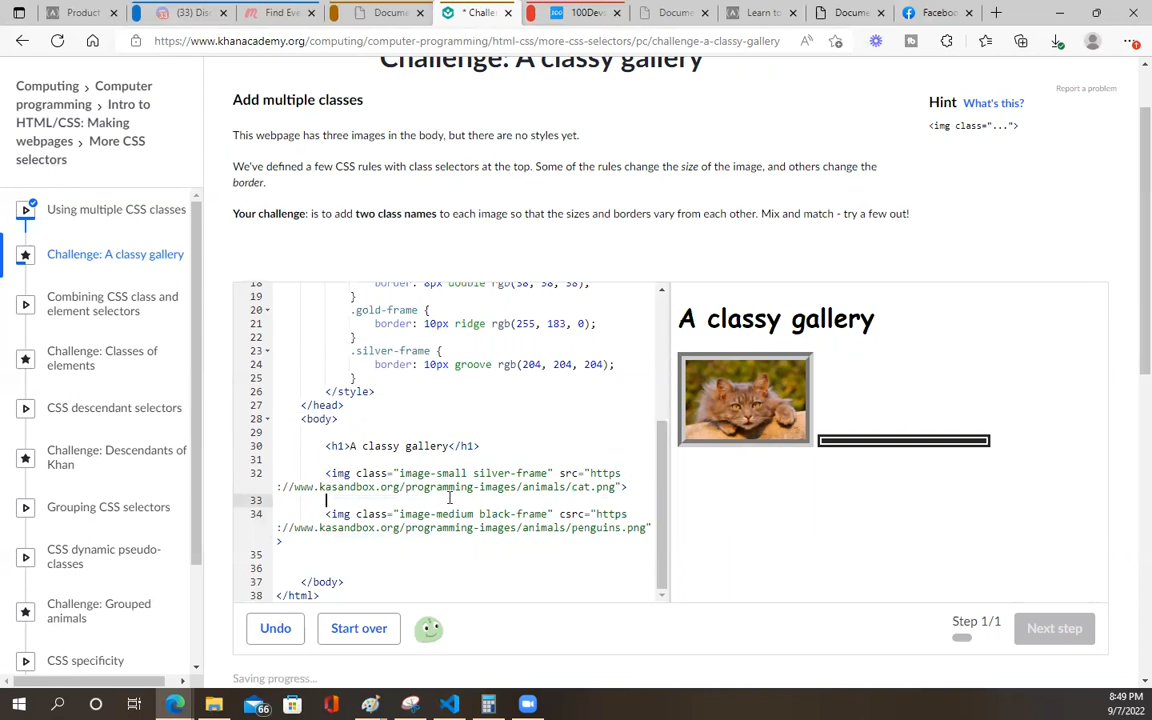 Product
(33) Dis
Find Eve
Docume
* Challe
100Dev
Docume
Learn to
Docume
Faceboo
https://www.khanacademy.org/computing/computer-programming/html-css/more-css-selectors/pc/challenge-a-classy-gallery
Computing > Computer
programming > Intro to
HTML/CSS: Making
webpages > More CSS
selectors
Using multiple CSS classes
Challenge: A classy gallery
Combining CSS class and
element selectors
Challenge: Classes of
elements
CSS descendant selectors
Challenge: Descendants of
Khan
Grouping CSS selectors
CSS dynamic pseudo-
classes
Challenge: Grouped
animals
CSS specificity
Challenge: A classy gallery
Report a problem
Add multiple classes
This webpage has three images in the body, but there are no styles yet.
We've defined a few CSS rules with class selectors at the top. Some of the rules change the size of the image, and others change the
border.
Your challenge: is to add two class names to each image so that the sizes and borders vary from each other. Mix and match - try a few out!
Hint What's this?
<img class="...">
18 border: 8px double rgb(38, 38, 38);
19 }
20 .gold-frame {
21 border: 10px ridge rgb(255, 183, 0);
22 }
23 .silver-frame {
24 border: 10px groove rgb(204, 204, 204);
25 }
26 </style>
27 </head>
28 <body>
29
30 <h1>A classy gallery</h1>
31
32 <img class="image-small silver-frame" src="https
://www.kasandbox.org/programming-images/animals/cat.png">
33
34 <img class="image-medium black-frame" csrc="https
://www.kasandbox.org/programming-images/animals/penguins.png"
>
35
36
37 </body>
38 </html>
A classy gallery
Undo
Start over
Step 1/1
Next step
Saving progress...
66
8:49 PM
9/7/2022